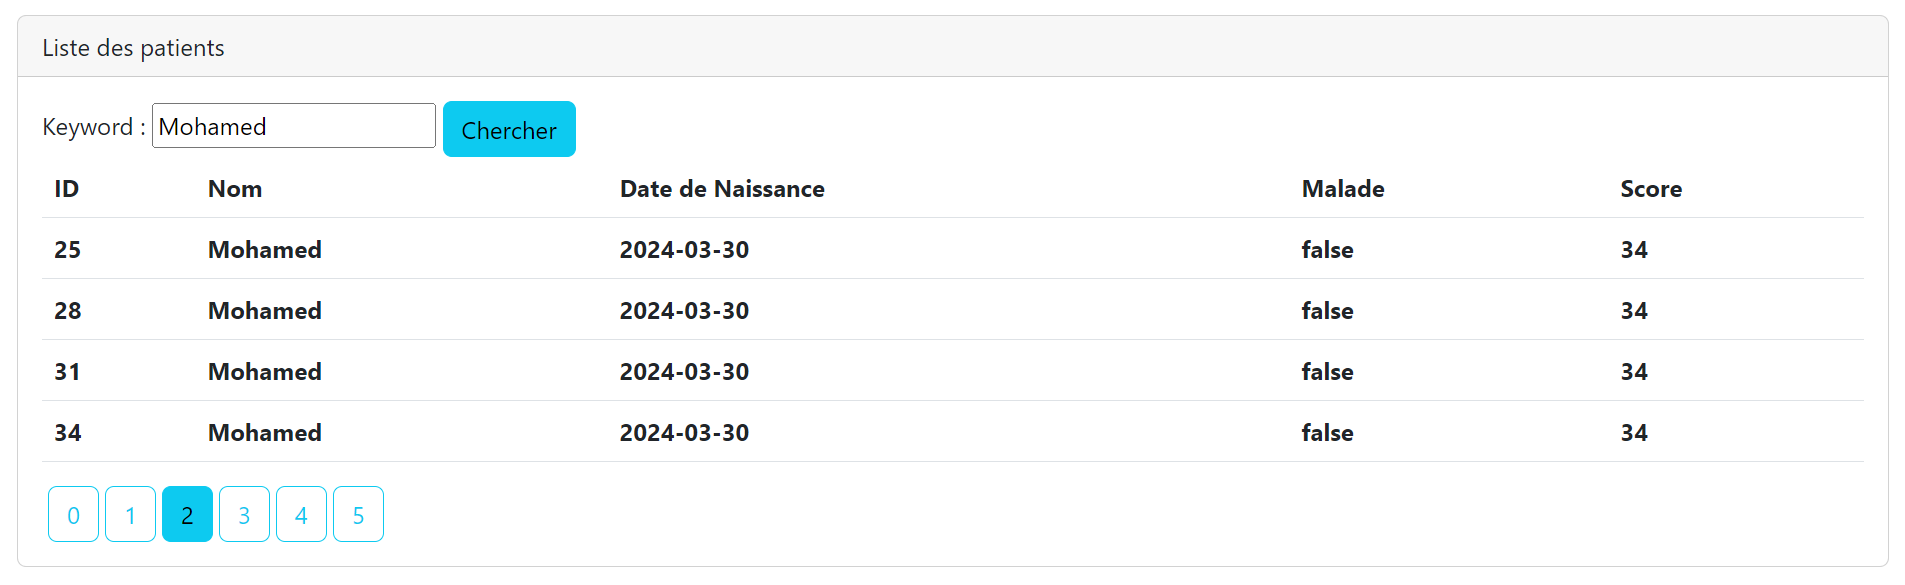 Liste des patients
Keyword : Mohamed Chercher
ID Nom Date de Naissance Malade Score
25 Mohamed 2024-03-30 false 34
28 Mohamed 2024-03-30 false 34
31 Mohamed 2024-03-30 false 34
34 Mohamed 2024-03-30 false 34
0 1 2 3 4 5